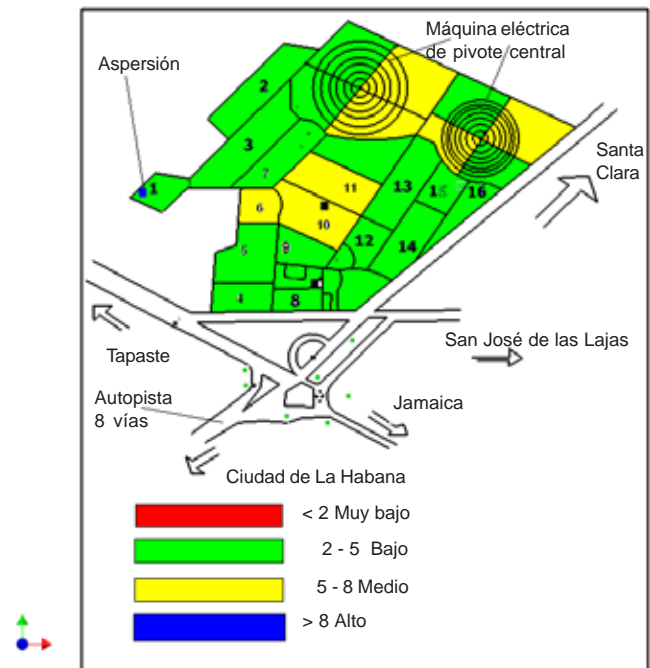 Máquina eléctrica
de pivote central
Aspersión
2
3
7
1
11
13
15
16
6
10
12
14
5
9
4
8
Santa
Clara
San José de las Lajas
Tapaste
Autopista
8 vías
Jamaica
Ciudad de La Habana
< 2 Muy bajo
2 - 5 Bajo
5 - 8 Medio
> 8 Alto